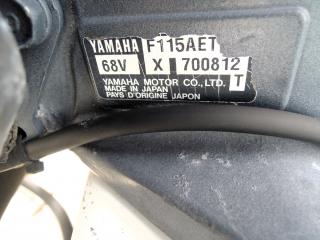 YAMAHA F115AET
68V X 700812
T
YAMAHA MOTOR CO., LTD.
MADE IN JAPAN
PAYS D'ORIGINE JAPON